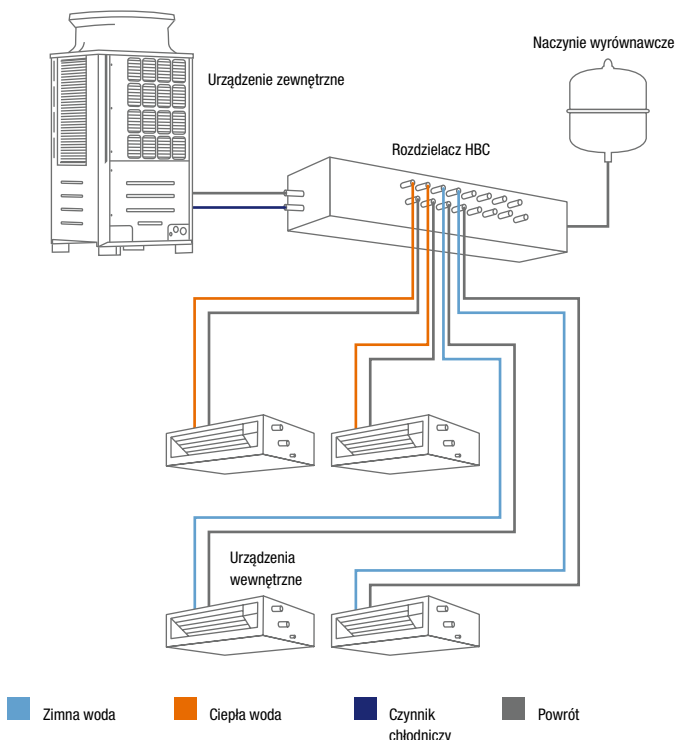 Naczynie wyrównawcze
Urządzenie zewnętrzne
Rozdzielacz HBC
Urządzenia
wewnętrzne
Zimna woda
Ciepła woda
Czynnik
chłodniczy
Powrót